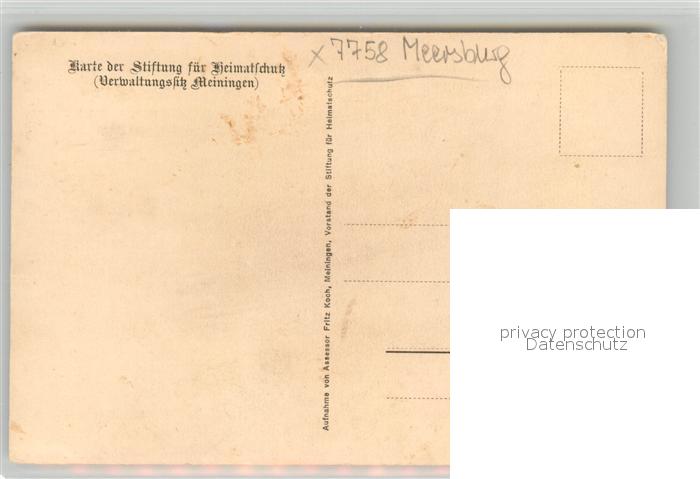 Karte der Stiftung für Heimatschutz
(Verwaltungssitz Meiningen)
x 7758 Meersburg
Aufnahme von Assessor Fritz Koch, Meiningen, Vorstand der Stiftung für Heimatschutz
privacy protection
Datenschutz